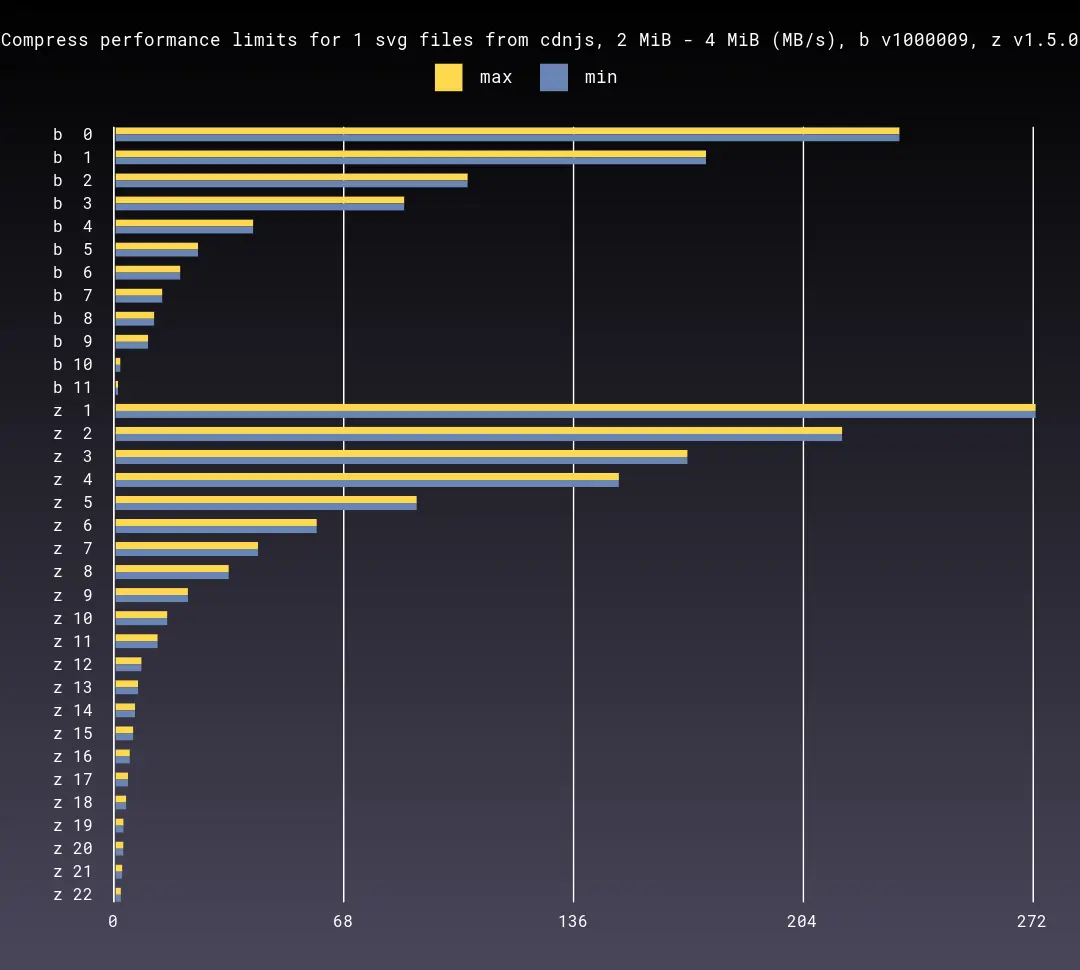 Compress performance limits for 1 svg files from cdnjs, 2 MiB - 4 MiB (MB/s), b v1000009, z v1.5.0
max min
b 0
b 1
b 2
b 3
b 4
b 5
b 6
b 7
b 8
b 9
b 10
b 11
z 1
z 2
z 3
z 4
z 5
z 6
z 7
z 8
z 9
z 10
z 11
z 12
z 13
z 14
z 15
z 16
z 17
z 18
z 19
z 20
z 21
z 22
0 68 136 204 272